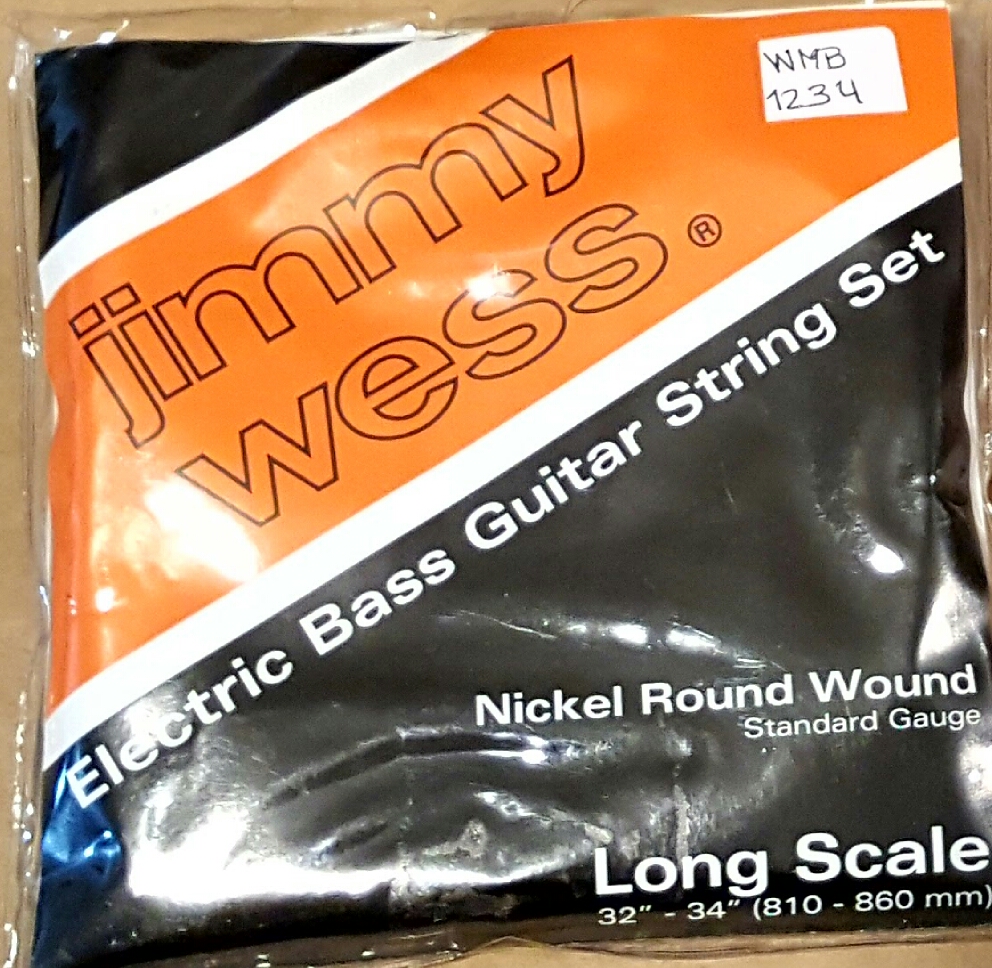 WMB
1234
jimmy
wess ®
Electric Bass Guitar String Set
Nickel Round Wound
Standard Gauge
Long Scale
32" - 34" (810 - 860 mm)